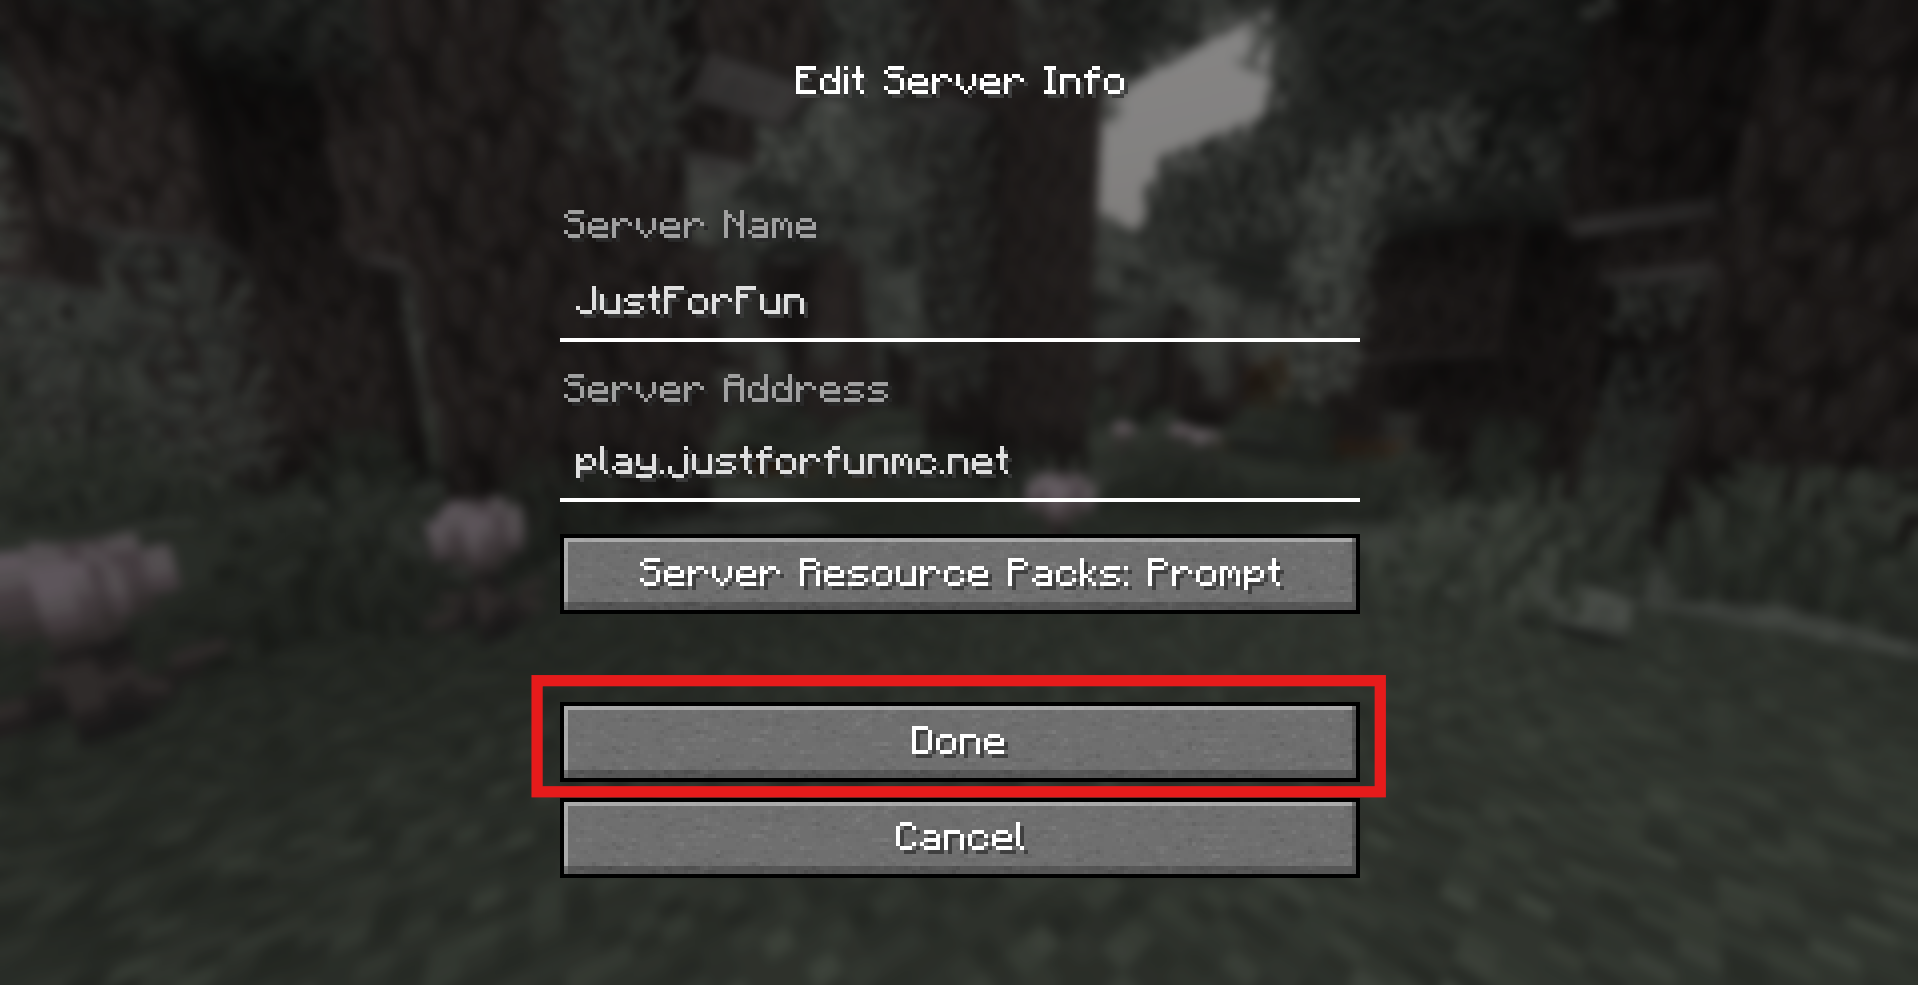 Edit Server Info
Server Name
JustForFun
Server Address
play.justforfunmc.net
Server Resource Packs: Prompt
Done
Cancel